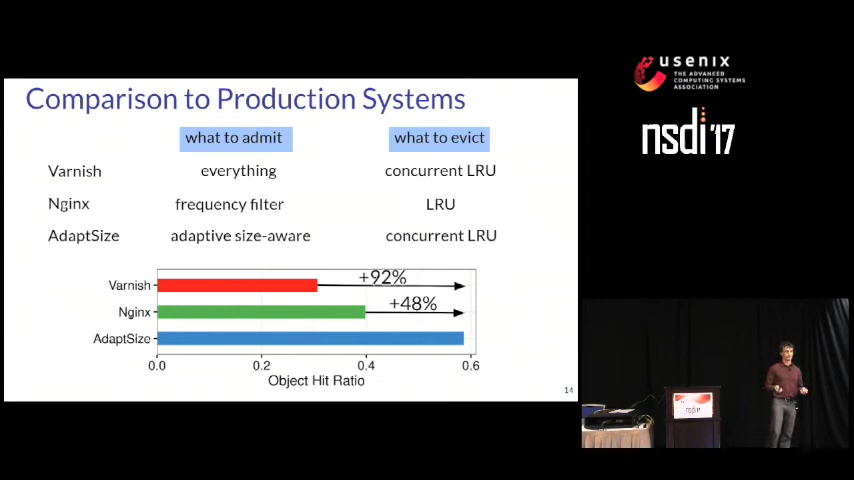 Comparison to Production Systems
what to admit what to evict
Varnish everything concurrent LRU
Nginx frequency filter LRU
AdaptSize adaptive size-aware concurrent LRU
Varnish +92%
Nginx +48%
AdaptSize
0.0 0.2 0.4 0.6
Object Hit Ratio
14
usenix
THE ADVANCED
COMPUTING SYSTEMS
ASSOCIATION
nsdi '17
nsdi